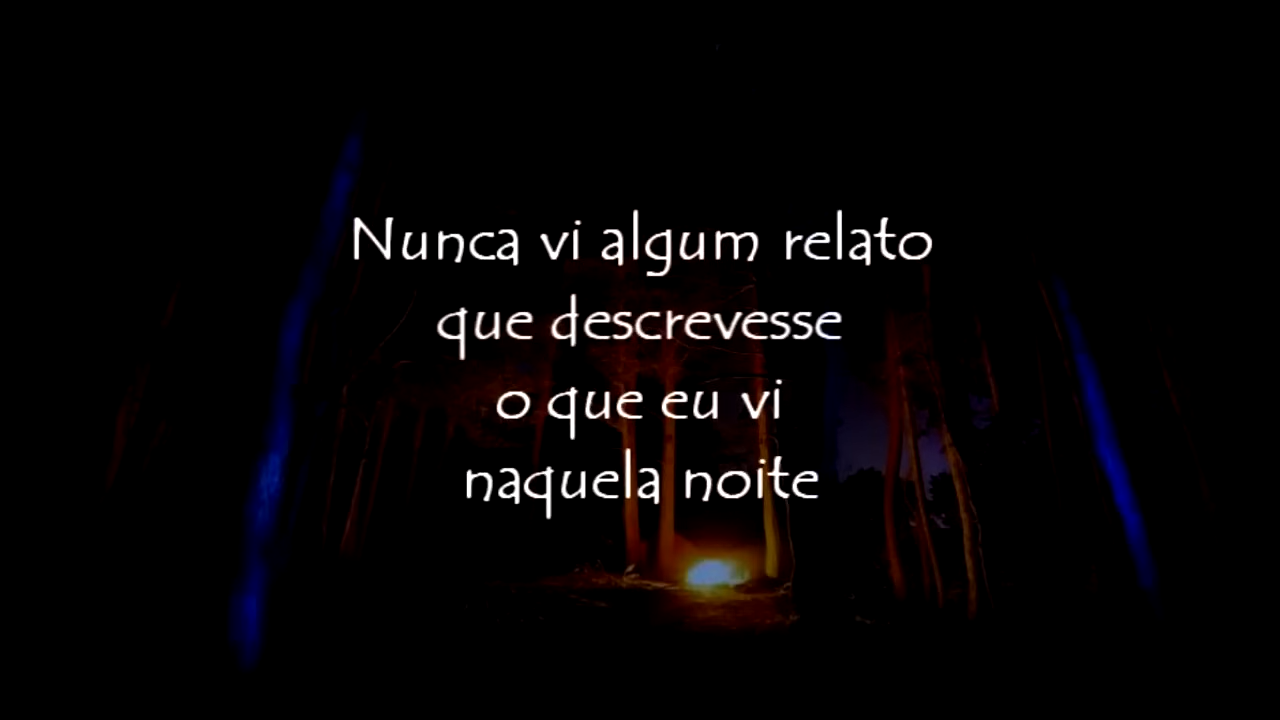 Nunca vi algum relato
que descrevesse
o que eu vi
naquela noite